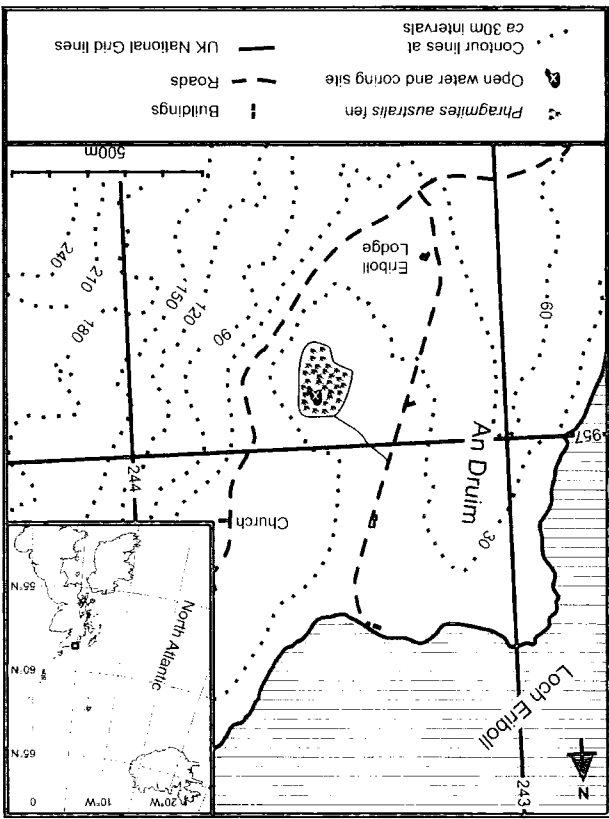 N
243
Loch Eriboll
20°W
10°W
0
65 N
60 N
55 N
North Atlantic
30
Church
244
957
An Druim
60
90
120
150
180
210
240
Eriboll
Lodge
500m
Phragmites australis fen
Open water and coring site
Contour lines at
ca 30m intervals
Buildings
Roads
UK National Grid lines